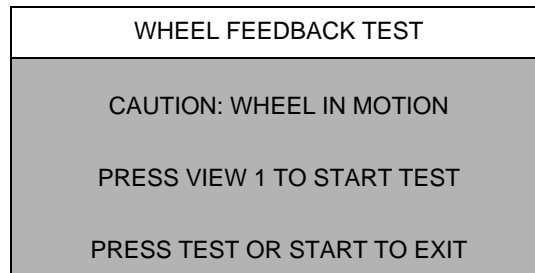 WHEEL FEEDBACK TEST
CAUTION: WHEEL IN MOTION
PRESS VIEW 1 TO START TEST
PRESS TEST OR START TO EXIT